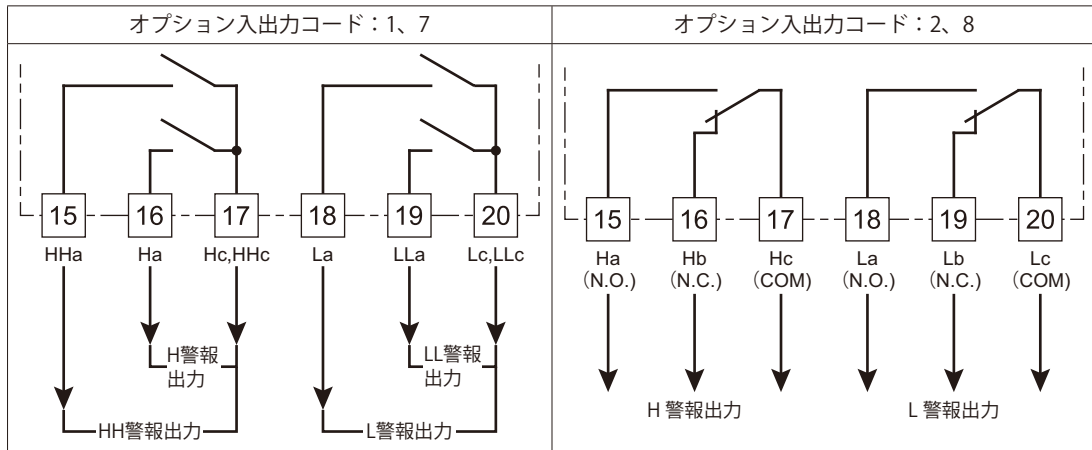 オプション入出力コード：1、7
15 16 17 18 19 20
HHa Ha Hc,HHc La LLa Lc,LLc
H警報
出力
LL警報
出力
HH警報出力
L警報出力
オプション入出力コード：2、8
15 16 17 18 19 20
Ha Hb Hc La Lb Lc
(N.O.) (N.C.) (COM) (N.O.) (N.C.) (COM)
H 警報出力
L 警報出力